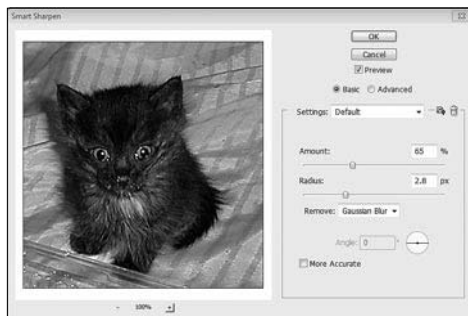 Smart Sharpen
OK
Cancel
Preview
Basic Advanced
Settings: Default
Amount: 65 %
Radius: 2.8 px
Remove: Gaussian Blur
Angle: 0 °
More Accurate
- 100% +